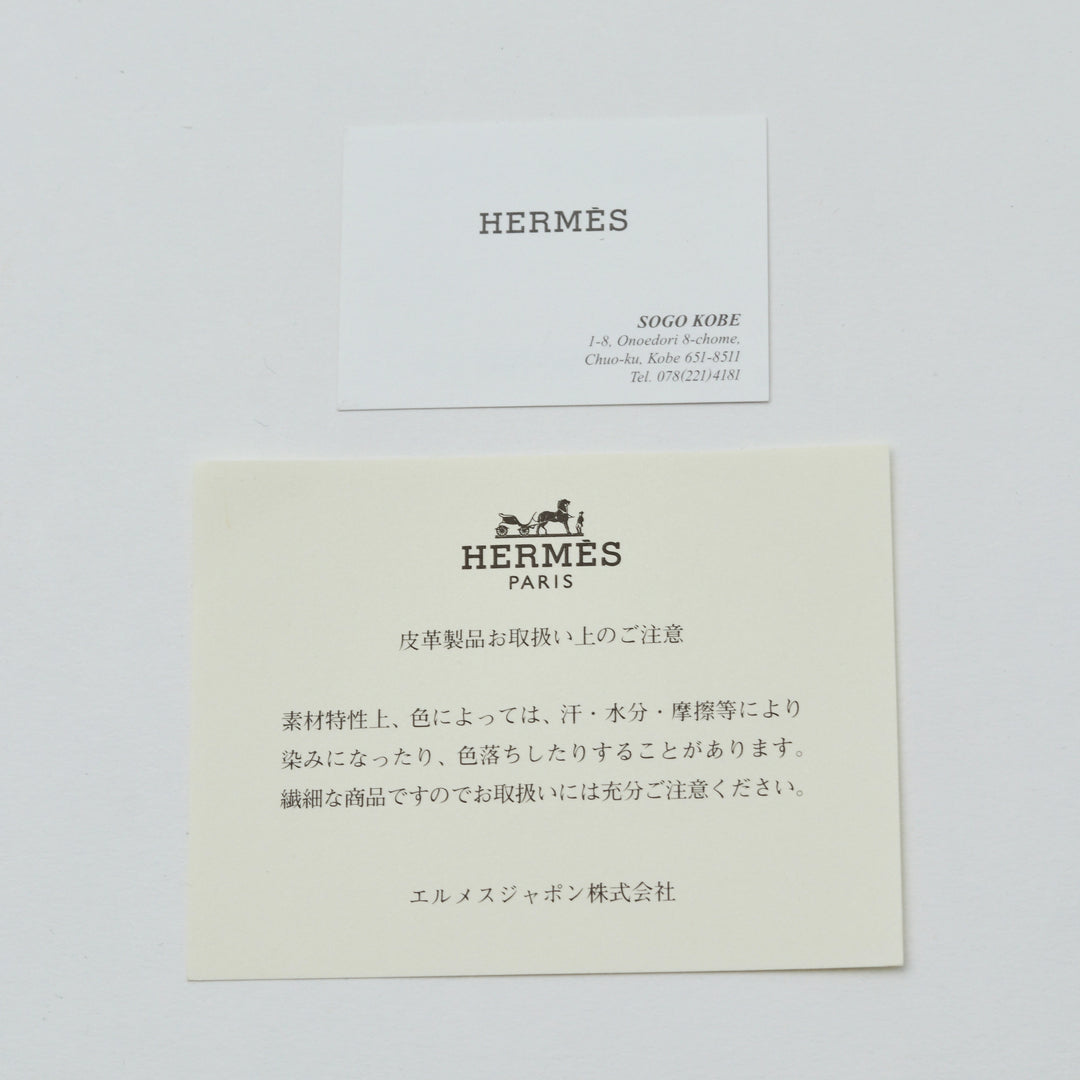 HERMÈS
SOGO KOBE
1-8, Onoedori 8-chome,
Chuo-ku, Kobe 651-8511
Tel. 078(221)4181
HERMÈS
PARIS
皮革製品お取扱い上のご注意
素材特性上、色によっては、汗・水分・摩擦等により
染みになったり、色落ちしたりすることがあります。
繊細な商品ですのでお取扱いには充分ご注意ください。
エルメスジャポン株式会社